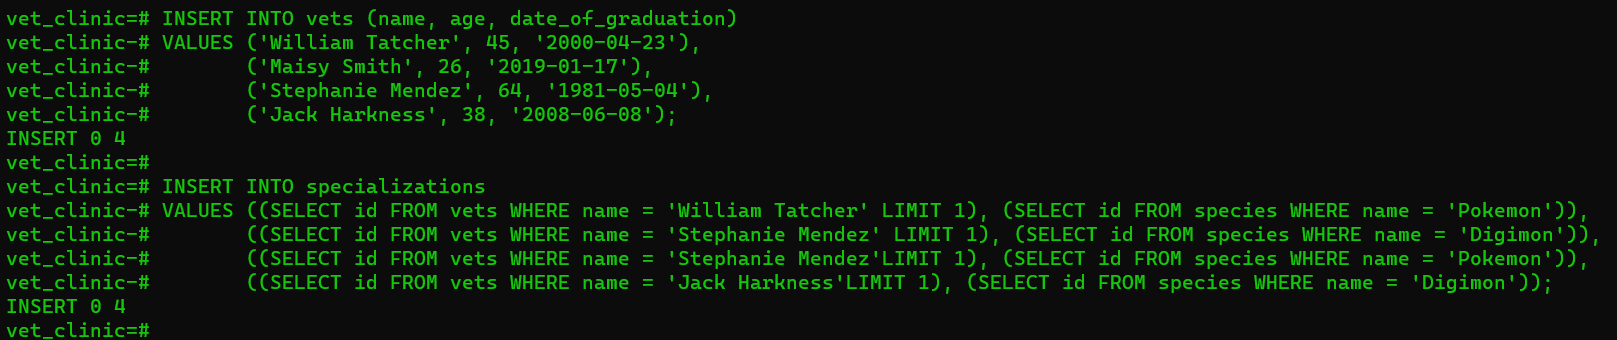 vet_clinic=# INSERT INTO vets (name, age, date_of_graduation)
vet_clinic-# VALUES ('William Tatcher', 45, '2000-04-23'),
vet_clinic-#        ('Maisy Smith', 26, '2019-01-17'),
vet_clinic-#        ('Stephanie Mendez', 64, '1981-05-04'),
vet_clinic-#        ('Jack Harkness', 38, '2008-06-08');
INSERT 0 4
vet_clinic=#
vet_clinic=# INSERT INTO specializations
vet_clinic-# VALUES ((SELECT id FROM vets WHERE name = 'William Tatcher' LIMIT 1), (SELECT id FROM species WHERE name = 'Pokemon')),
vet_clinic-#        ((SELECT id FROM vets WHERE name = 'Stephanie Mendez' LIMIT 1), (SELECT id FROM species WHERE name = 'Digimon')),
vet_clinic-#        ((SELECT id FROM vets WHERE name = 'Stephanie Mendez'LIMIT 1), (SELECT id FROM species WHERE name = 'Pokemon')),
vet_clinic-#        ((SELECT id FROM vets WHERE name = 'Jack Harkness'LIMIT 1), (SELECT id FROM species WHERE name = 'Digimon'));
INSERT 0 4
vet_clinic=#